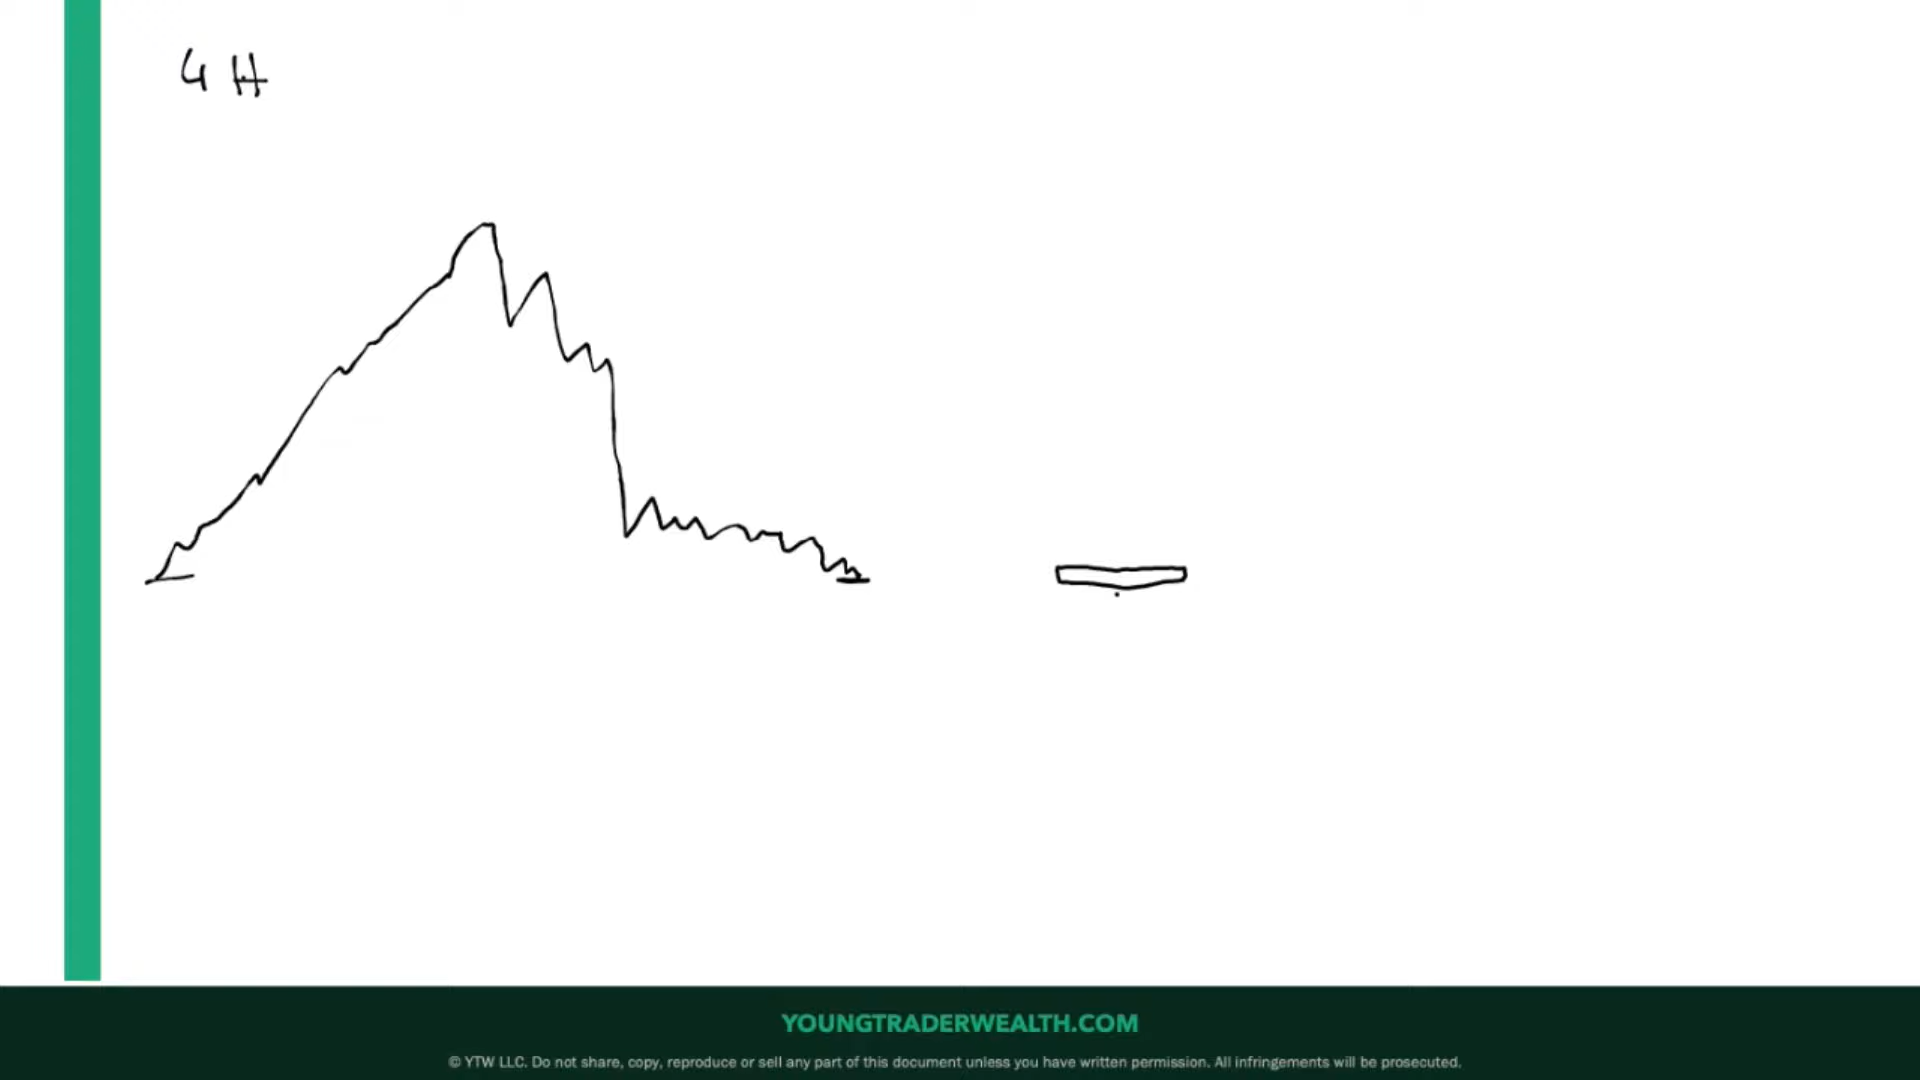 4 H
YOUNGTRADERWEALTH.COM
© YTW LLC. Do not share, copy, reproduce or sell any part of this document unless you have written permission. All infringements will be prosecuted.